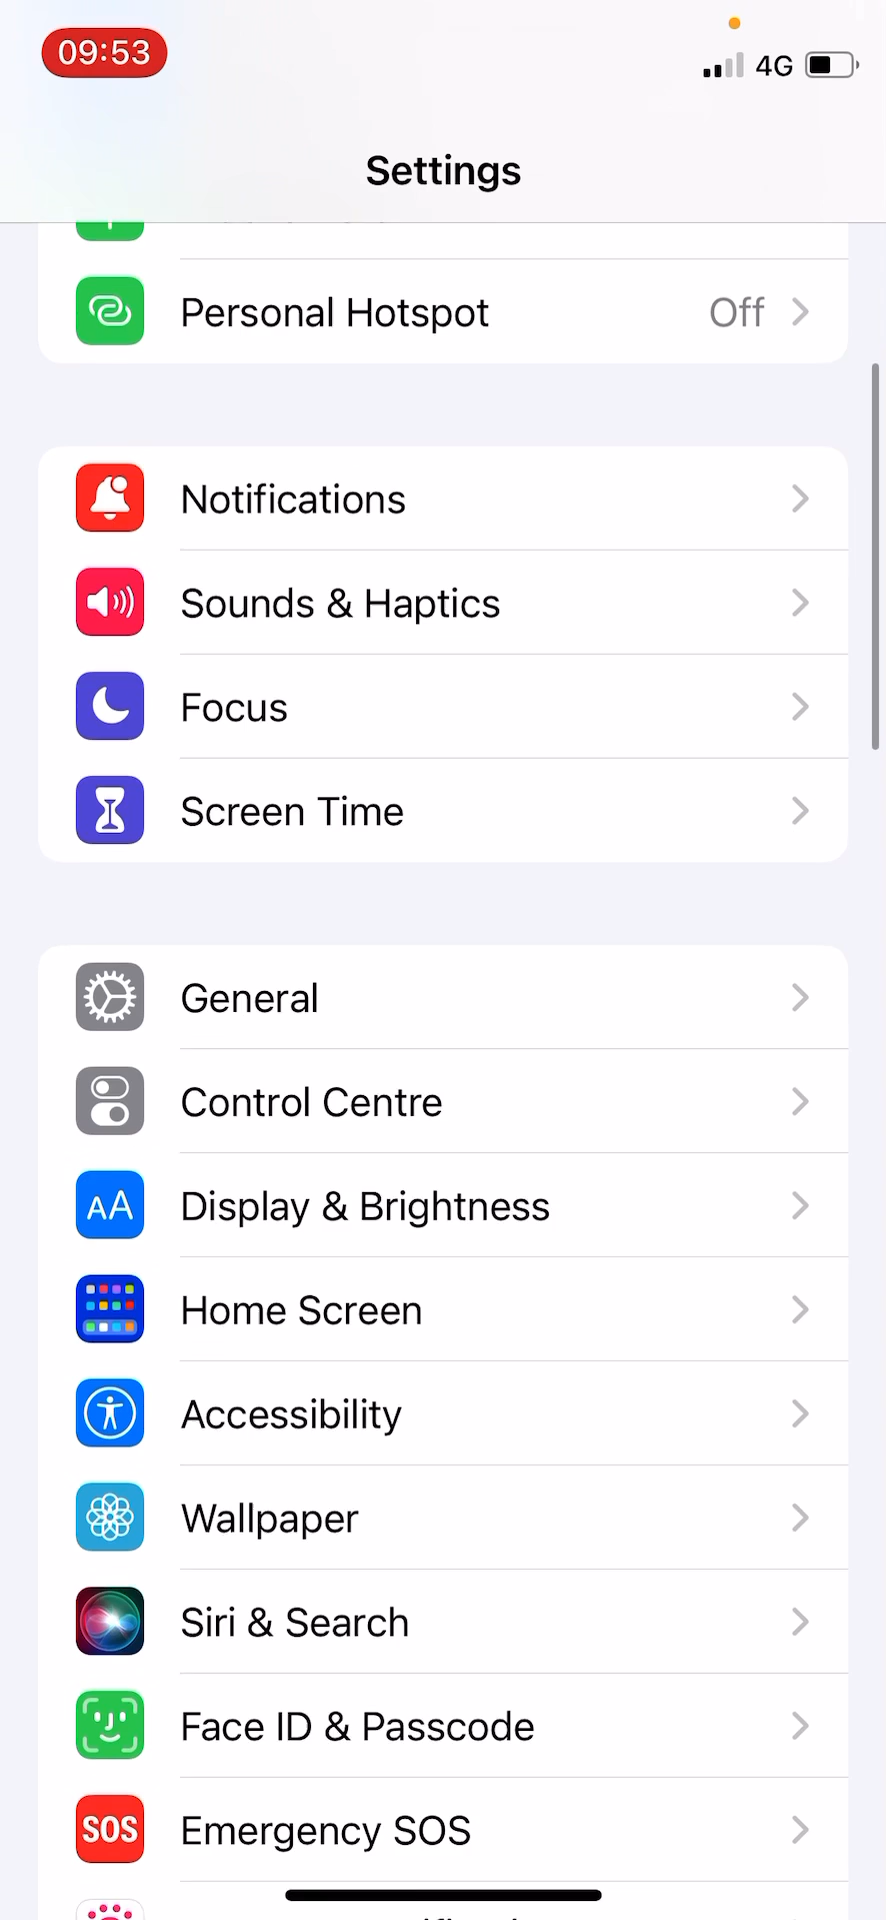 09:53
4G
Settings
Personal Hotspot Off
Notifications
Sounds & Haptics
Focus
Screen Time
General
Control Centre
AA Display & Brightness
Home Screen
Accessibility
Wallpaper
Siri & Search
Face ID & Passcode
SOS Emergency SOS